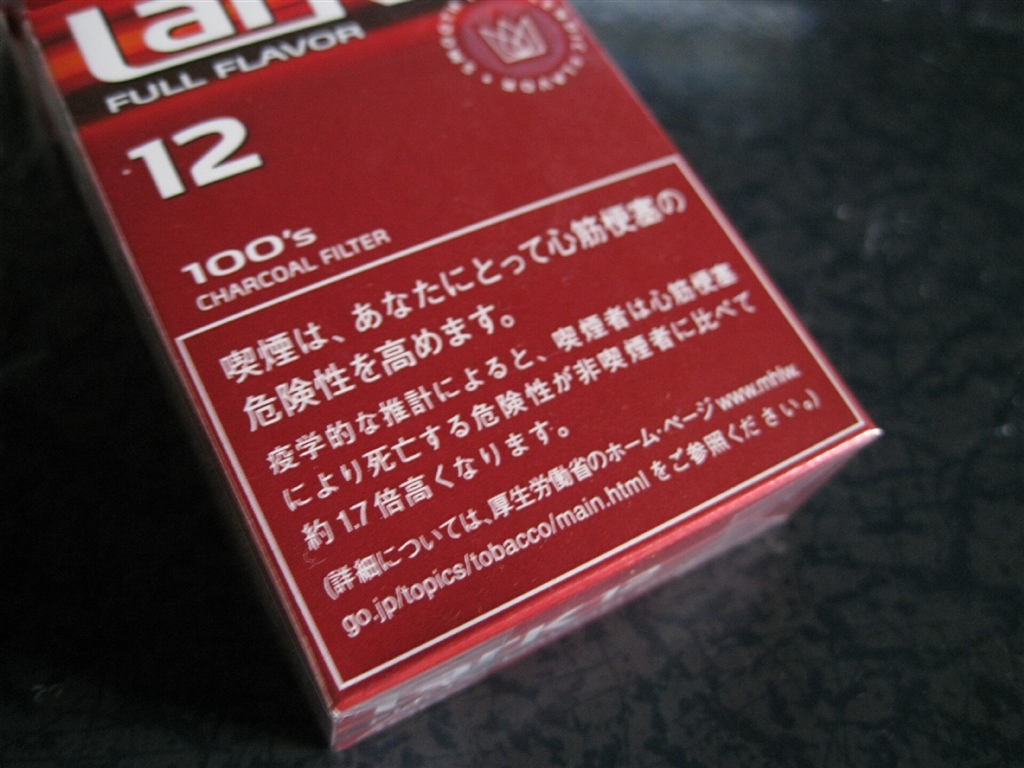 FULL FLAVOR
12
100's
CHARCOAL FILTER
喫煙は、あなたにとって心筋梗塞の
危険性を高めます。
疫学的な推計によると、喫煙者は心筋梗塞
により死亡する危険性が非喫煙者に比べて
約1.7倍高くなります。
(詳細については、厚生労働省のホーム・ページ www.mhlw.
go.jp/topics/tobacco/main.html をご参照ください。)